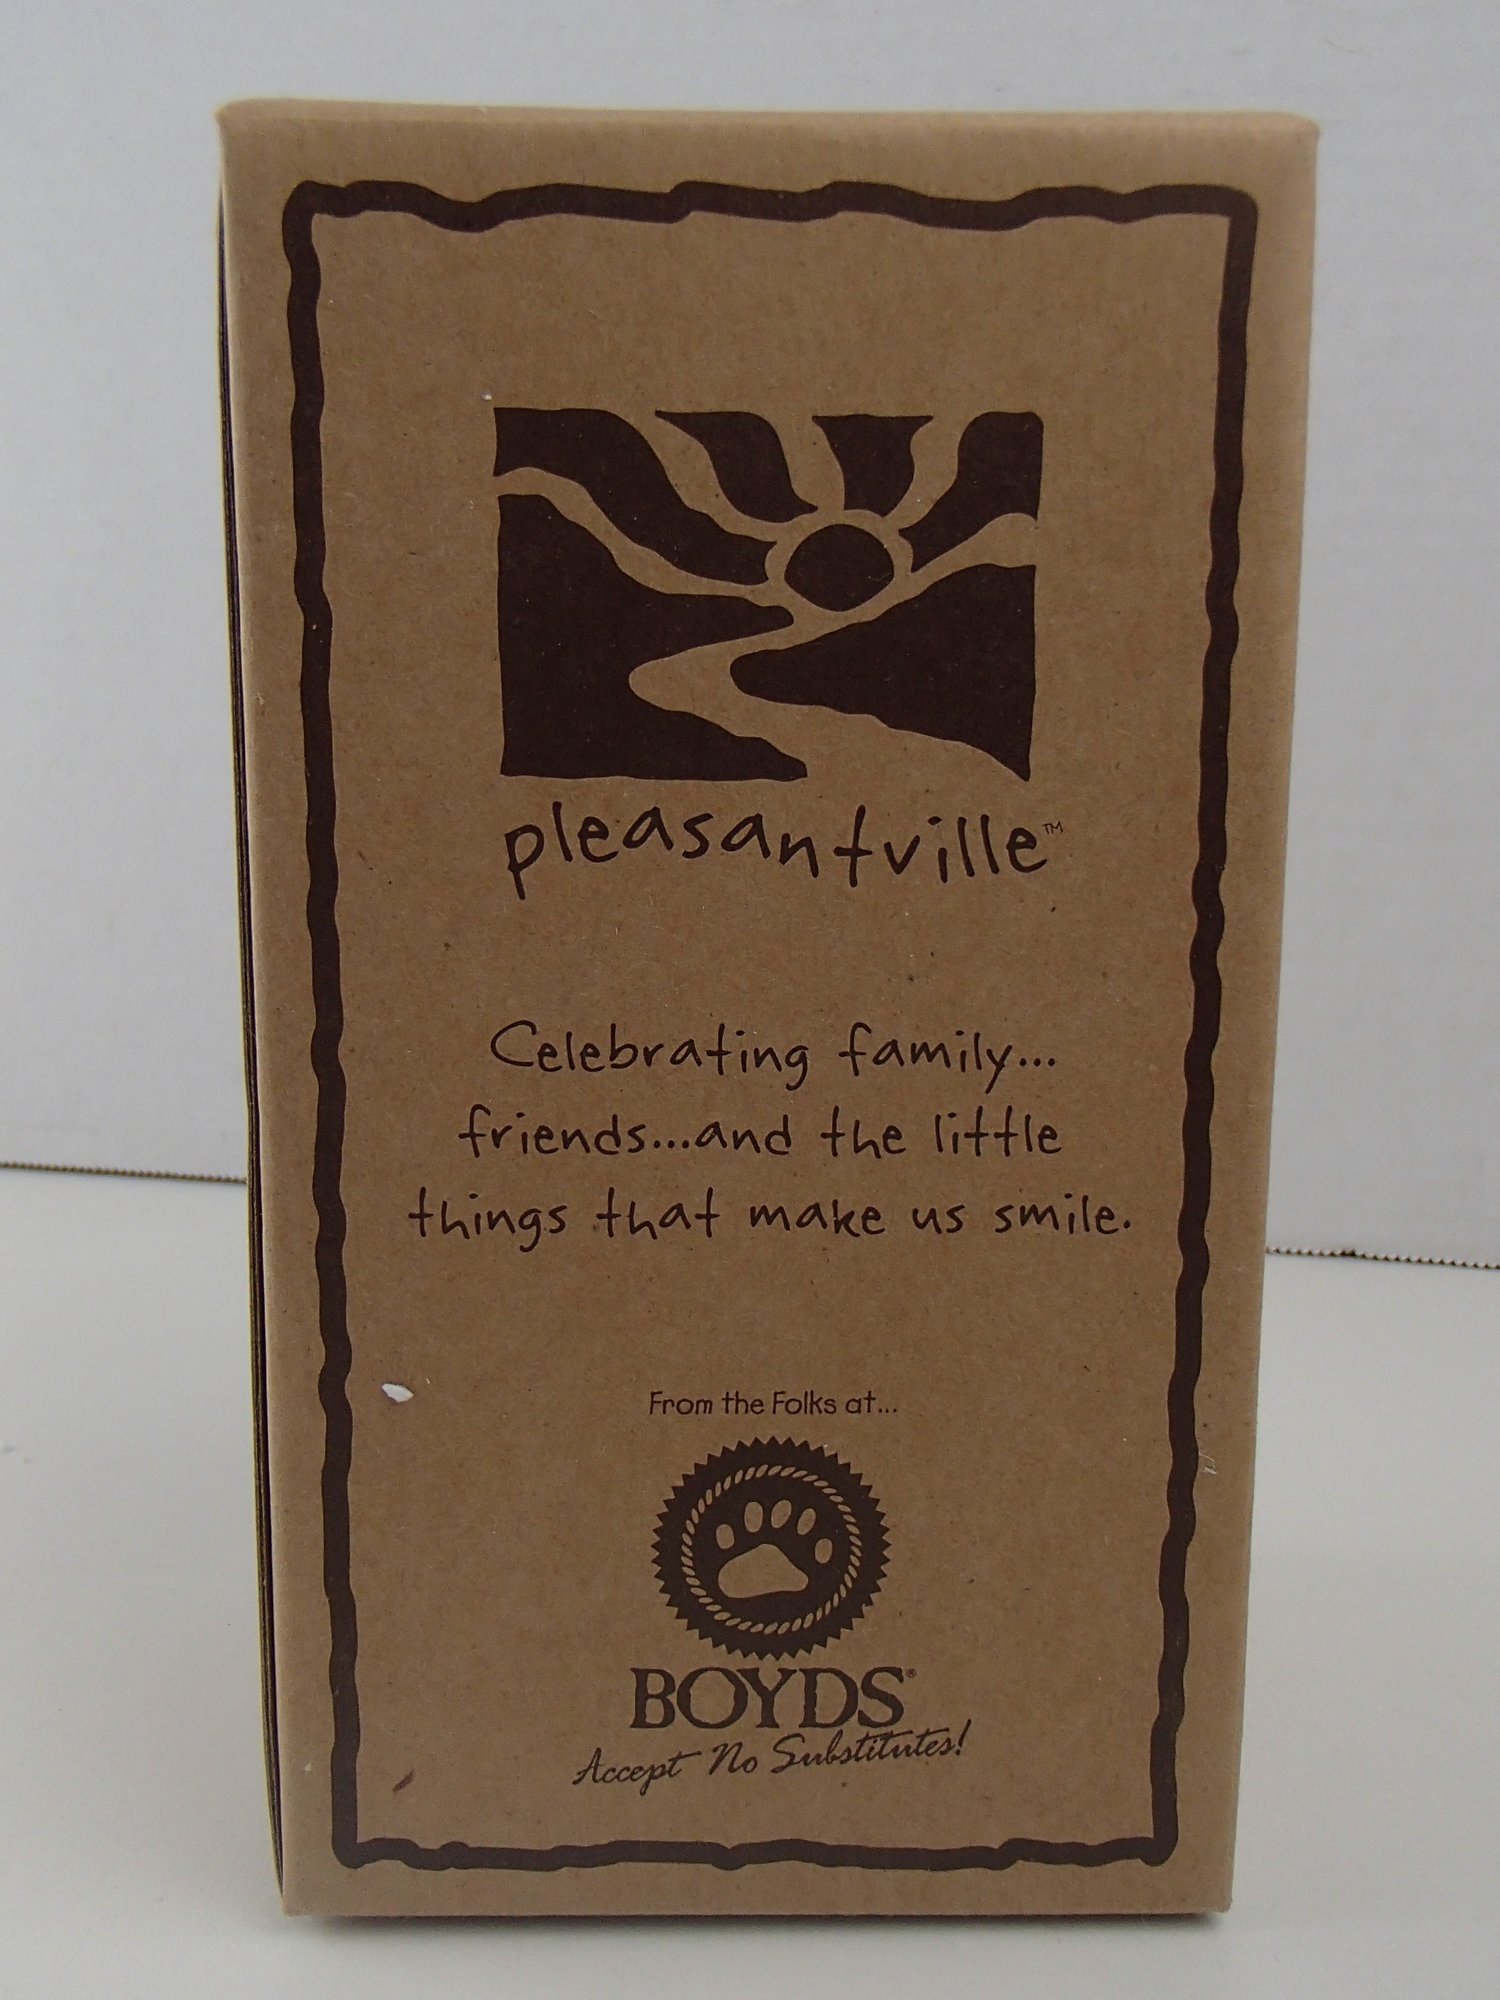 pleasantville™
Celebrating family...
friends...and the little
things that make us smile.
From the Folks at...
BOYDS®
Accept No Substitutes!